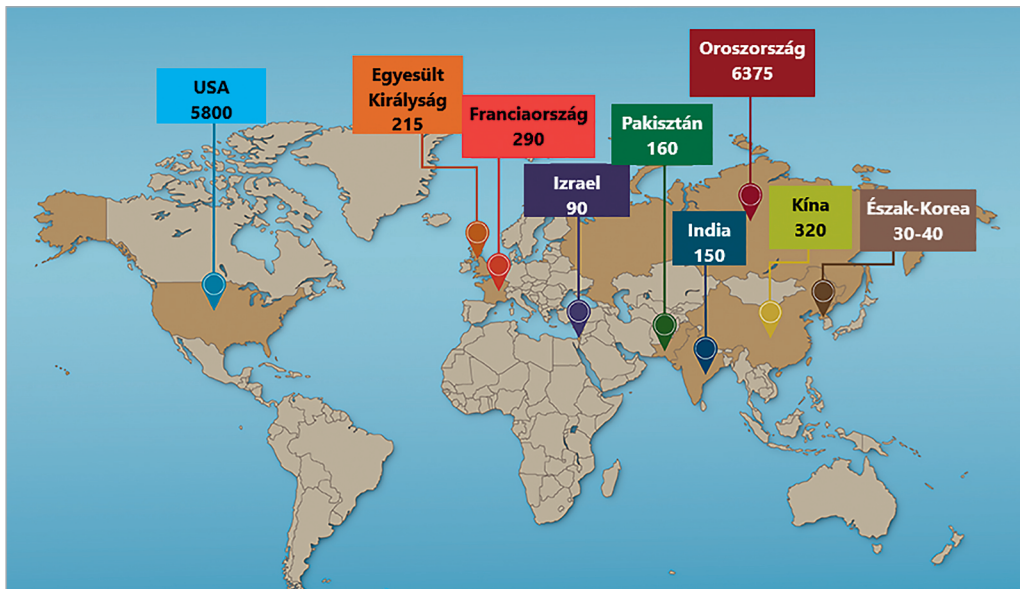 USA
5800
Egyesült
Királyság
215
Franciaország
290
Izrael
90
Pakisztán
160
Oroszország
6375
India
150
Kína
320
Észak-Korea
30-40